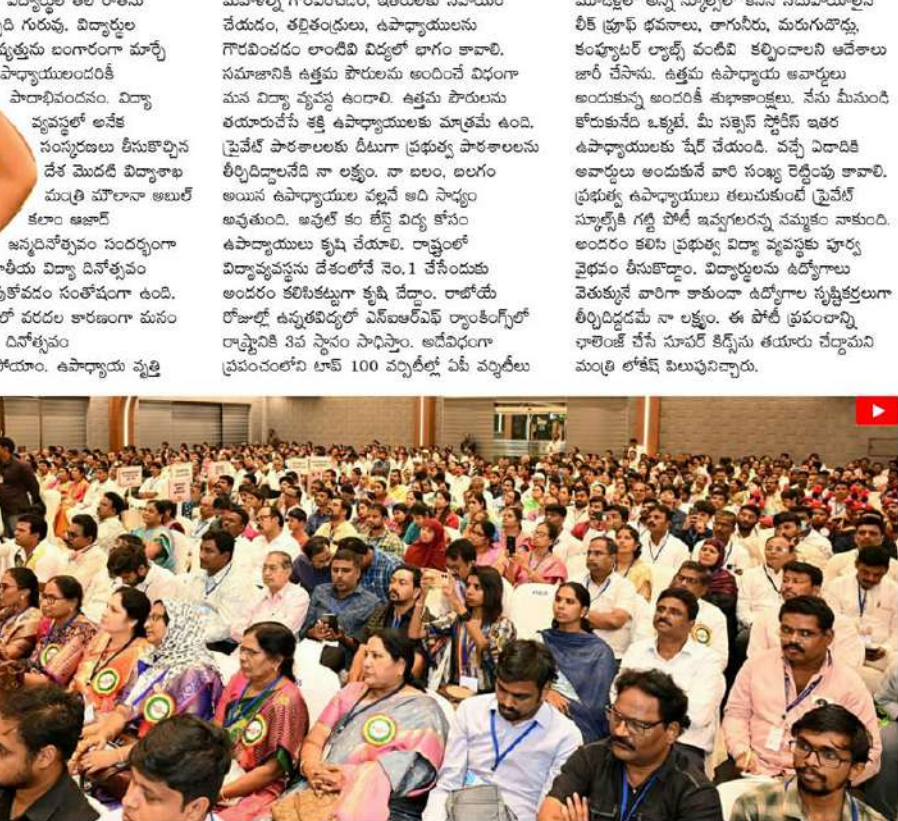 ది గురువు. విద్యార్థుల
ష్యత్తును బంగారంగా మార్చే
పాధ్యాయులందరికీ
పాదాభివందనం. విద్యా
వ్యవస్థలో అనేక
సంస్కరణలు తీసుకొచ్చిన
దేశ మొదటి విద్యాశాఖ
మంత్రి మౌలానా అబుల్
కలాం ఆజాద్
జన్మదినోత్సవం సందర్భంగా
తీయ విద్యా దినోత్సవం
కోవడం సంతోషంగా ఉంది.
లో వరదల కారణంగా మనం
దినోత్సవం
పోయాం. ఉపాధ్యాయ వృత్తి
చేయడం, తల్లితండ్రులు, ఉపాధ్యాయులను
గౌరవించడం లాంటివి విద్యలో భాగం కావాలి.
సమాజానికి ఉత్తమ పౌరులను అందించే విధంగా
మన విద్యా వ్యవస్థ ఉండాలి. ఉత్తమ పౌరులను
తయారుచేసే శక్తి ఉపాధ్యాయులకు మాత్రమే ఉంది.
ప్రైవేట్ పాఠశాలలకు దీటుగా ప్రభుత్వ పాఠశాలలను
తీర్చిదిద్దాలనేది నా లక్ష్యం. నా బలం, బలగం
అయిన ఉపాధ్యాయుల వల్లనే అది సాధ్యం
అవుతుంది. అవుట్ కం బేస్డ్ విద్య కోసం
ఉపాద్యాయులు కృషి చేయాలి. రాష్ట్రంలో
విద్యావ్యవస్థను దేశంలోనే నెం.1 చేసేందుకు
అందరం కలిసికట్టుగా కృషి చేద్దాం. రాబోయే
రోజుల్లో ఉన్నతవిద్యలో ఎన్ఐఆర్ఎఫ్ ర్యాంకింగ్స్‌లో
రాష్ట్రానికి 3వ స్థానం సాధిస్తాం. అదేవిధంగా
ప్రపంచంలోని టాప్ 100 వర్సిటీల్లో ఏపీ వర్సిటీలు
లీక్ ప్రూఫ్ భవనాలు, తాగునీరు, మరుగుదొడ్లు,
కంప్యూటర్ ల్యాబ్స్ వంటివి కల్పించాలని ఆదేశాలు
జారీ చేసాను. ఉత్తమ ఉపాధ్యాయ అవార్డులు
అందుకున్న అందరికీ శుభాకాంక్షలు. నేను మీనుండి
కోరుకునేది ఒక్కటే. మీ సక్సెస్ స్టోరీస్ ఇతర
ఉపాధ్యాయులకు షేర్ చేయండి. వచ్చే ఏడాదికి
అవార్డులు అందుకునే వారి సంఖ్య రెట్టింపు కావాలి.
ప్రభుత్వ ఉపాధ్యాయులు తలుచుకుంటే ప్రైవేట్
స్కూల్స్‌కి గట్టి పోటీ ఇవ్వగలరన్న నమ్మకం నాకుంది.
అందరం కలిసి ప్రభుత్వ విద్యా వ్యవస్థకు పూర్వ
వైభవం తీసుకొద్దాం. విద్యార్థులను ఉద్యోగాలు
వెతుక్కునే వారిగా కాకుండా ఉద్యోగాల సృష్టికర్తలుగా
తీర్చిదిద్దడమే నా లక్ష్యం. ఈ పోటీ ప్రపంచాన్ని
ఛాలెంజ్ చేసే సూపర్ కిడ్స్‌ను తయారు చేద్దామని
మంత్రి లోకేష్ పిలుపునిచ్చారు.